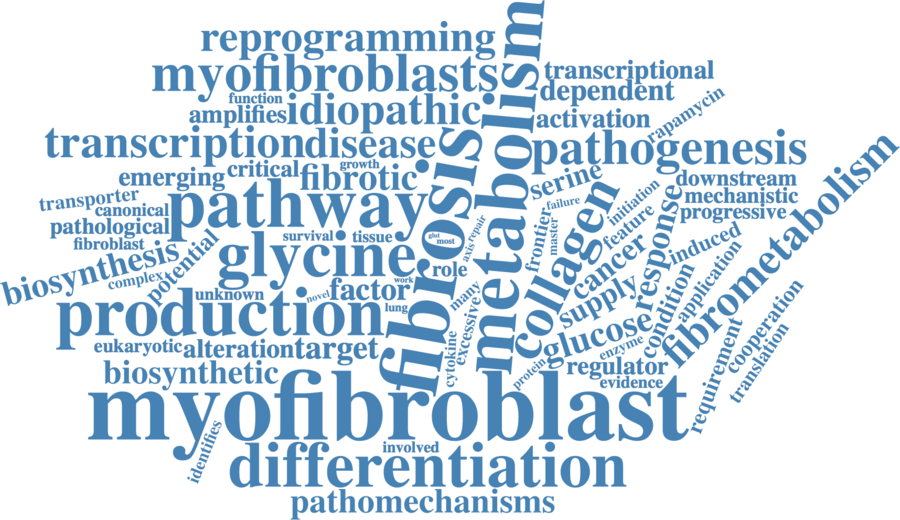 reprogramming
myofibroblasts
transcriptional
function
dependent
amplifies
idiopathic
rapamycin
activation
transcription
disease
metabolism
pathogenesis
critical
growth
emerging
fibrotic
serine
downstream
transporter
mechanistic
canonical
pathway
failure
initiation
progressive
pathological
fibroblast
survival
tissue
glut
most
repair
axis
master
frontier
feature
response
induced
biosynthesis
complex
potential
glycine
role
fibrosis
collagen
cancer
fibrometabolism
unknown
novel
work
factor
lung
many
supply
condition
application
production
glucose
cooperation
eukaryotic
alteration
target
cytokine
excessive
enzyme
requirement
translation
biosynthetic
protein
regulator
evidence
myofibroblast
identifies
involved
differentiation
pathomechanisms